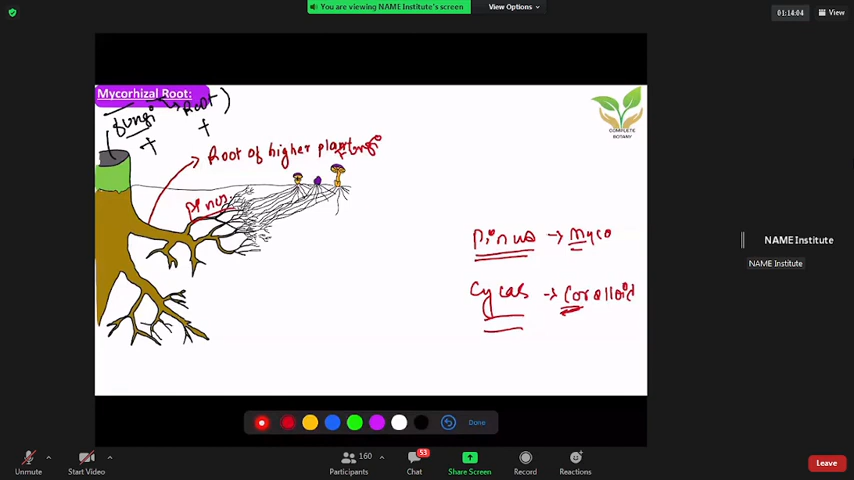 You are viewing NAME Institute's screen
View Options
01:14:04
View
Mycorhizal Root:
fungi → Root )
+ +
Root of higher plant
fungi
pinus
COMPLETE
BOTANY
pinus → Myco
Cycas → Coralloid
NAME Institute
NAME Institute
Done
Unmute
Start Video
160
Participants
53
Chat
Share Screen
Record
Reactions
Leave